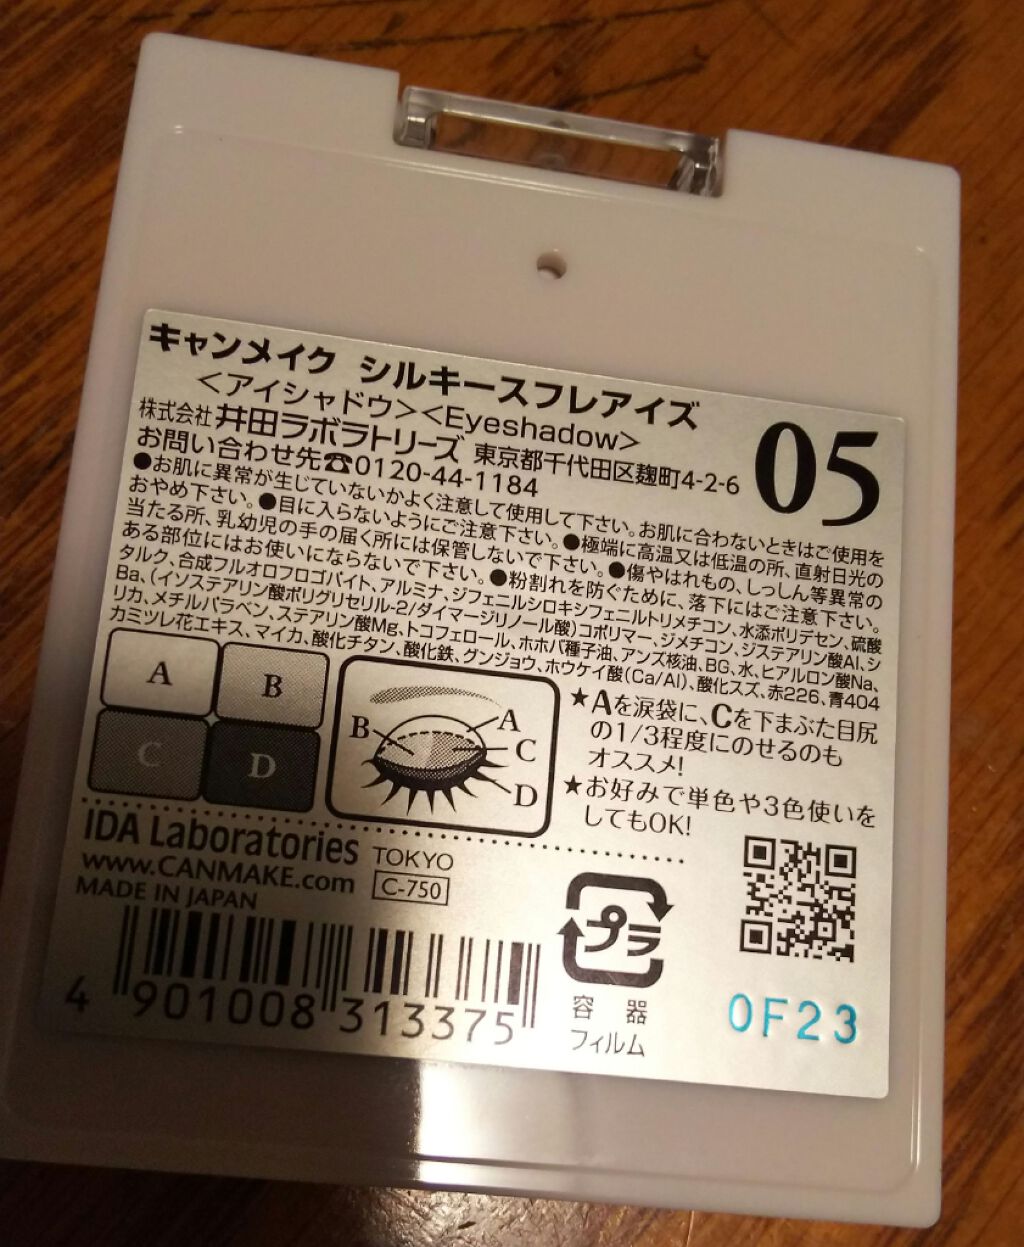 キャンメイク シルキースフレアイズ
＜アイシャドウ＞＜Eyeshadow＞
05
株式会社 井田ラボラトリーズ 東京都千代田区麹町4-2-6
お問い合わせ先☎0120-44-1184
●お肌に異常が生じていないかよく注意して使用して下さい。お肌に合わないときはご使用を
おやめ下さい。●目に入らないようにご注意下さい。●極端に高温又は低温の所、直射日光の
当たる所、乳幼児の手の届く所には保管しないで下さい。●傷やはれもの、しっしん等異常の
ある部位にはお使いにならないで下さい。●粉割れを防ぐために、落下にはご注意下さい。
タルク、合成フルオロフロゴパイト、アルミナ、ジフェニルシロキシフェニルトリメチコン、水添ポリデセン、硫酸
Ba、(イソステアリン酸ポリグリセリル-2/ダイマージリノール酸)コポリマー、ジメチコン、ジステアリン酸Al、シ
リカ、メチルパラベン、ステアリン酸Mg、トコフェロール、ホホバ種子油、アンズ核油、BG、水、ヒアルロン酸Na、
カミツレ花エキス、マイカ、酸化チタン、酸化鉄、グンジョウ、ホウケイ酸(Ca/Al)、酸化スズ、赤226、青404
A
B
C
D
B
A
C
D
★Aを涙袋に、Cを下まぶた目尻
の1/3程度にのせるのも
オススメ!
★お好みで単色や3色使いを
してもOK!
IDA Laboratories TOKYO
www.CANMAKE.com C-750
MADE IN JAPAN
4 901008 313375
プラ
容 器
フィルム
0F23